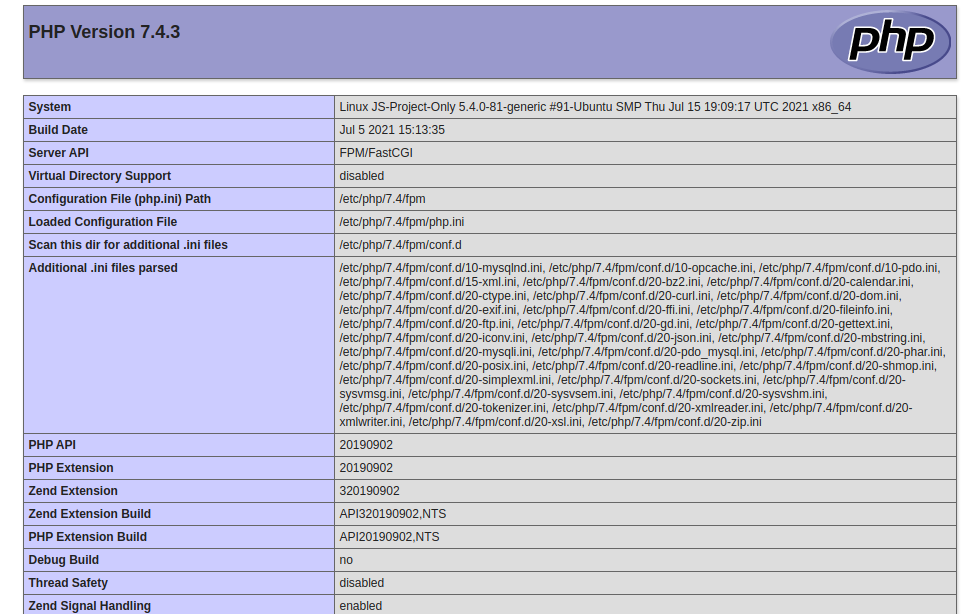 PHP Version 7.4.3
php
System Linux JS-Project-Only 5.4.0-81-generic #91-Ubuntu SMP Thu Jul 15 19:09:17 UTC 2021 x86_64
Build Date Jul 5 2021 15:13:35
Server API FPM/FastCGI
Virtual Directory Support disabled
Configuration File (php.ini) Path /etc/php/7.4/fpm
Loaded Configuration File /etc/php/7.4/fpm/php.ini
Scan this dir for additional .ini files /etc/php/7.4/fpm/conf.d
Additional .ini files parsed /etc/php/7.4/fpm/conf.d/10-mysqlnd.ini, /etc/php/7.4/fpm/conf.d/10-opcache.ini, /etc/php/7.4/fpm/conf.d/10-pdo.ini,
/etc/php/7.4/fpm/conf.d/15-xml.ini, /etc/php/7.4/fpm/conf.d/20-bz2.ini, /etc/php/7.4/fpm/conf.d/20-calendar.ini,
/etc/php/7.4/fpm/conf.d/20-ctype.ini, /etc/php/7.4/fpm/conf.d/20-curl.ini, /etc/php/7.4/fpm/conf.d/20-dom.ini,
/etc/php/7.4/fpm/conf.d/20-exif.ini, /etc/php/7.4/fpm/conf.d/20-ffi.ini, /etc/php/7.4/fpm/conf.d/20-fileinfo.ini,
/etc/php/7.4/fpm/conf.d/20-ftp.ini, /etc/php/7.4/fpm/conf.d/20-gd.ini, /etc/php/7.4/fpm/conf.d/20-gettext.ini,
/etc/php/7.4/fpm/conf.d/20-iconv.ini, /etc/php/7.4/fpm/conf.d/20-json.ini, /etc/php/7.4/fpm/conf.d/20-mbstring.ini,
/etc/php/7.4/fpm/conf.d/20-mysqli.ini, /etc/php/7.4/fpm/conf.d/20-pdo_mysql.ini, /etc/php/7.4/fpm/conf.d/20-phar.ini,
/etc/php/7.4/fpm/conf.d/20-posix.ini, /etc/php/7.4/fpm/conf.d/20-readline.ini, /etc/php/7.4/fpm/conf.d/20-shmop.ini,
/etc/php/7.4/fpm/conf.d/20-simplexml.ini, /etc/php/7.4/fpm/conf.d/20-sockets.ini, /etc/php/7.4/fpm/conf.d/20-
sysvmsg.ini, /etc/php/7.4/fpm/conf.d/20-sysvsem.ini, /etc/php/7.4/fpm/conf.d/20-sysvshm.ini,
/etc/php/7.4/fpm/conf.d/20-tokenizer.ini, /etc/php/7.4/fpm/conf.d/20-xmlreader.ini, /etc/php/7.4/fpm/conf.d/20-
xmlwriter.ini, /etc/php/7.4/fpm/conf.d/20-xsl.ini, /etc/php/7.4/fpm/conf.d/20-zip.ini
PHP API 20190902
PHP Extension 20190902
Zend Extension 320190902
Zend Extension Build API320190902,NTS
PHP Extension Build API20190902,NTS
Debug Build no
Thread Safety disabled
Zend Signal Handling enabled